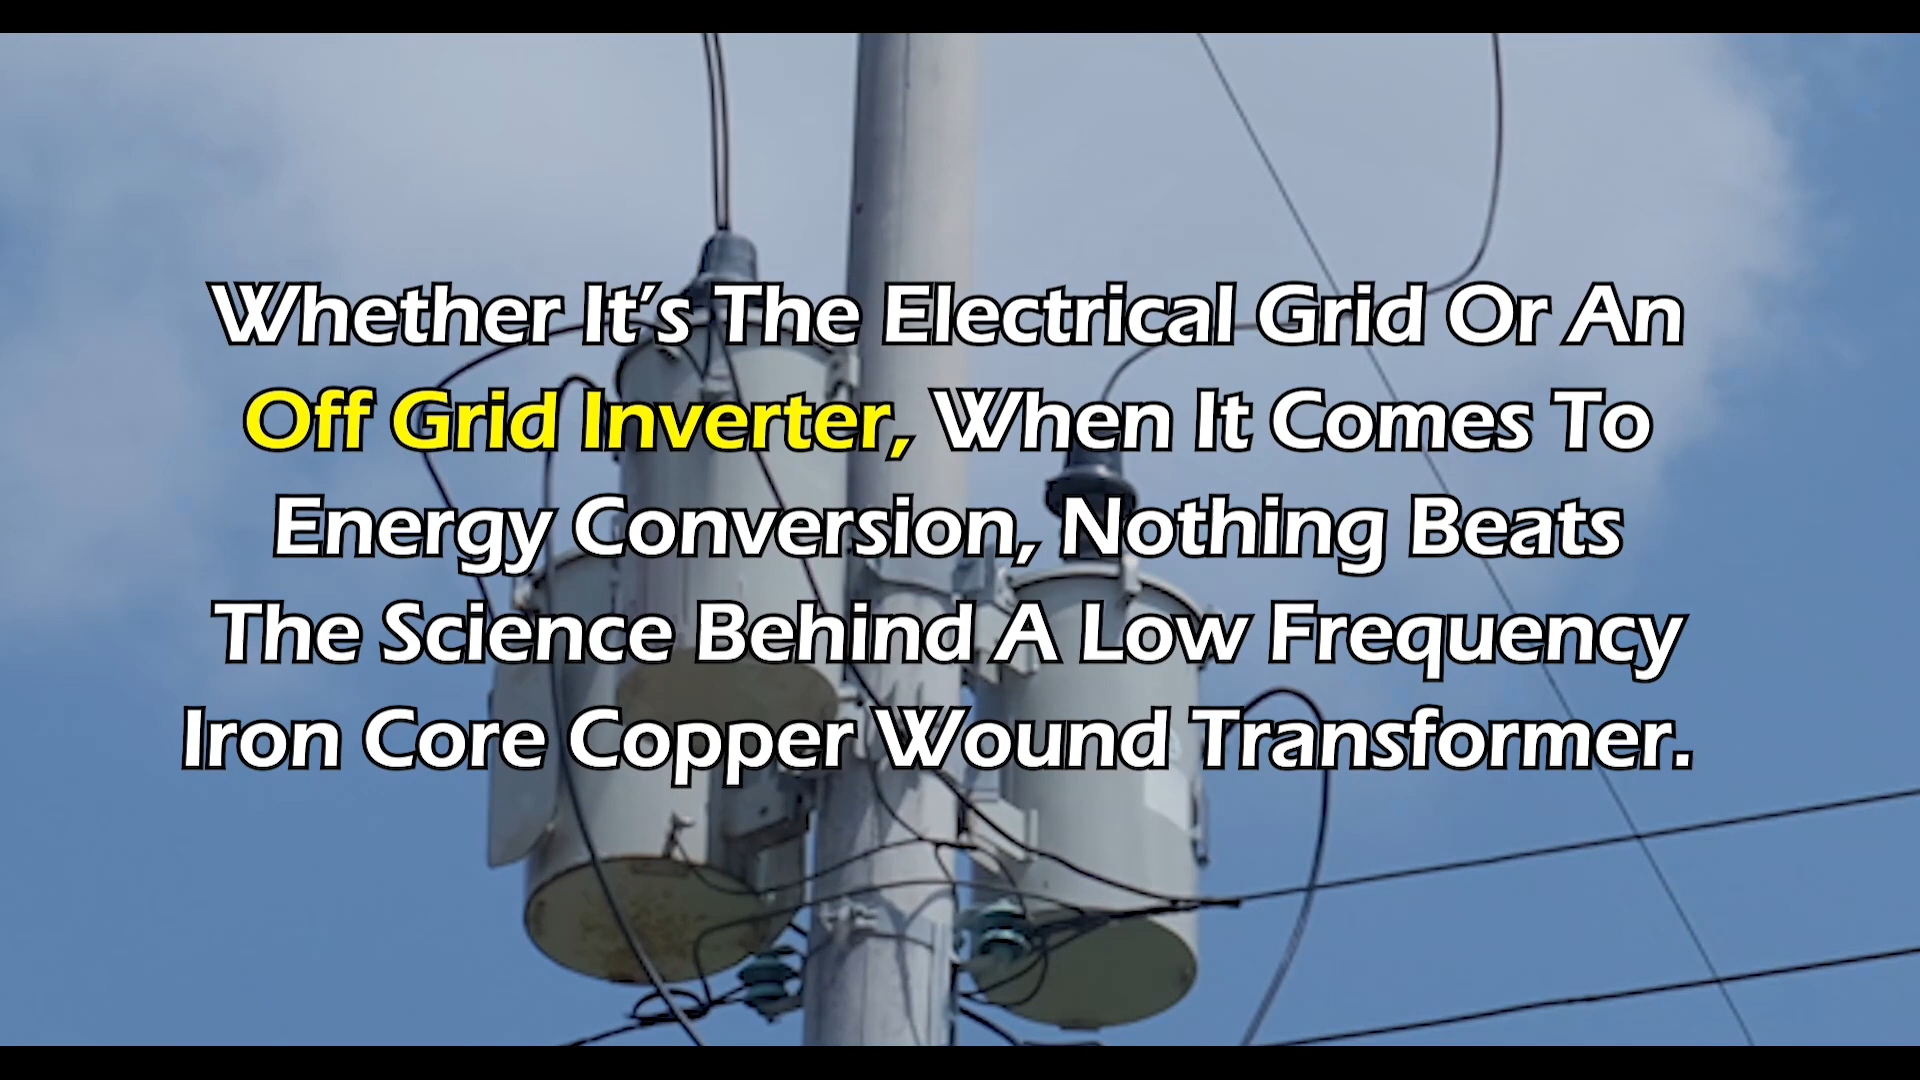 Whether It's The Electrical Grid Or An
Off Grid Inverter, When It Comes To
Energy Conversion, Nothing Beats
The Science Behind A Low Frequency
Iron Core Copper Wound Transformer.